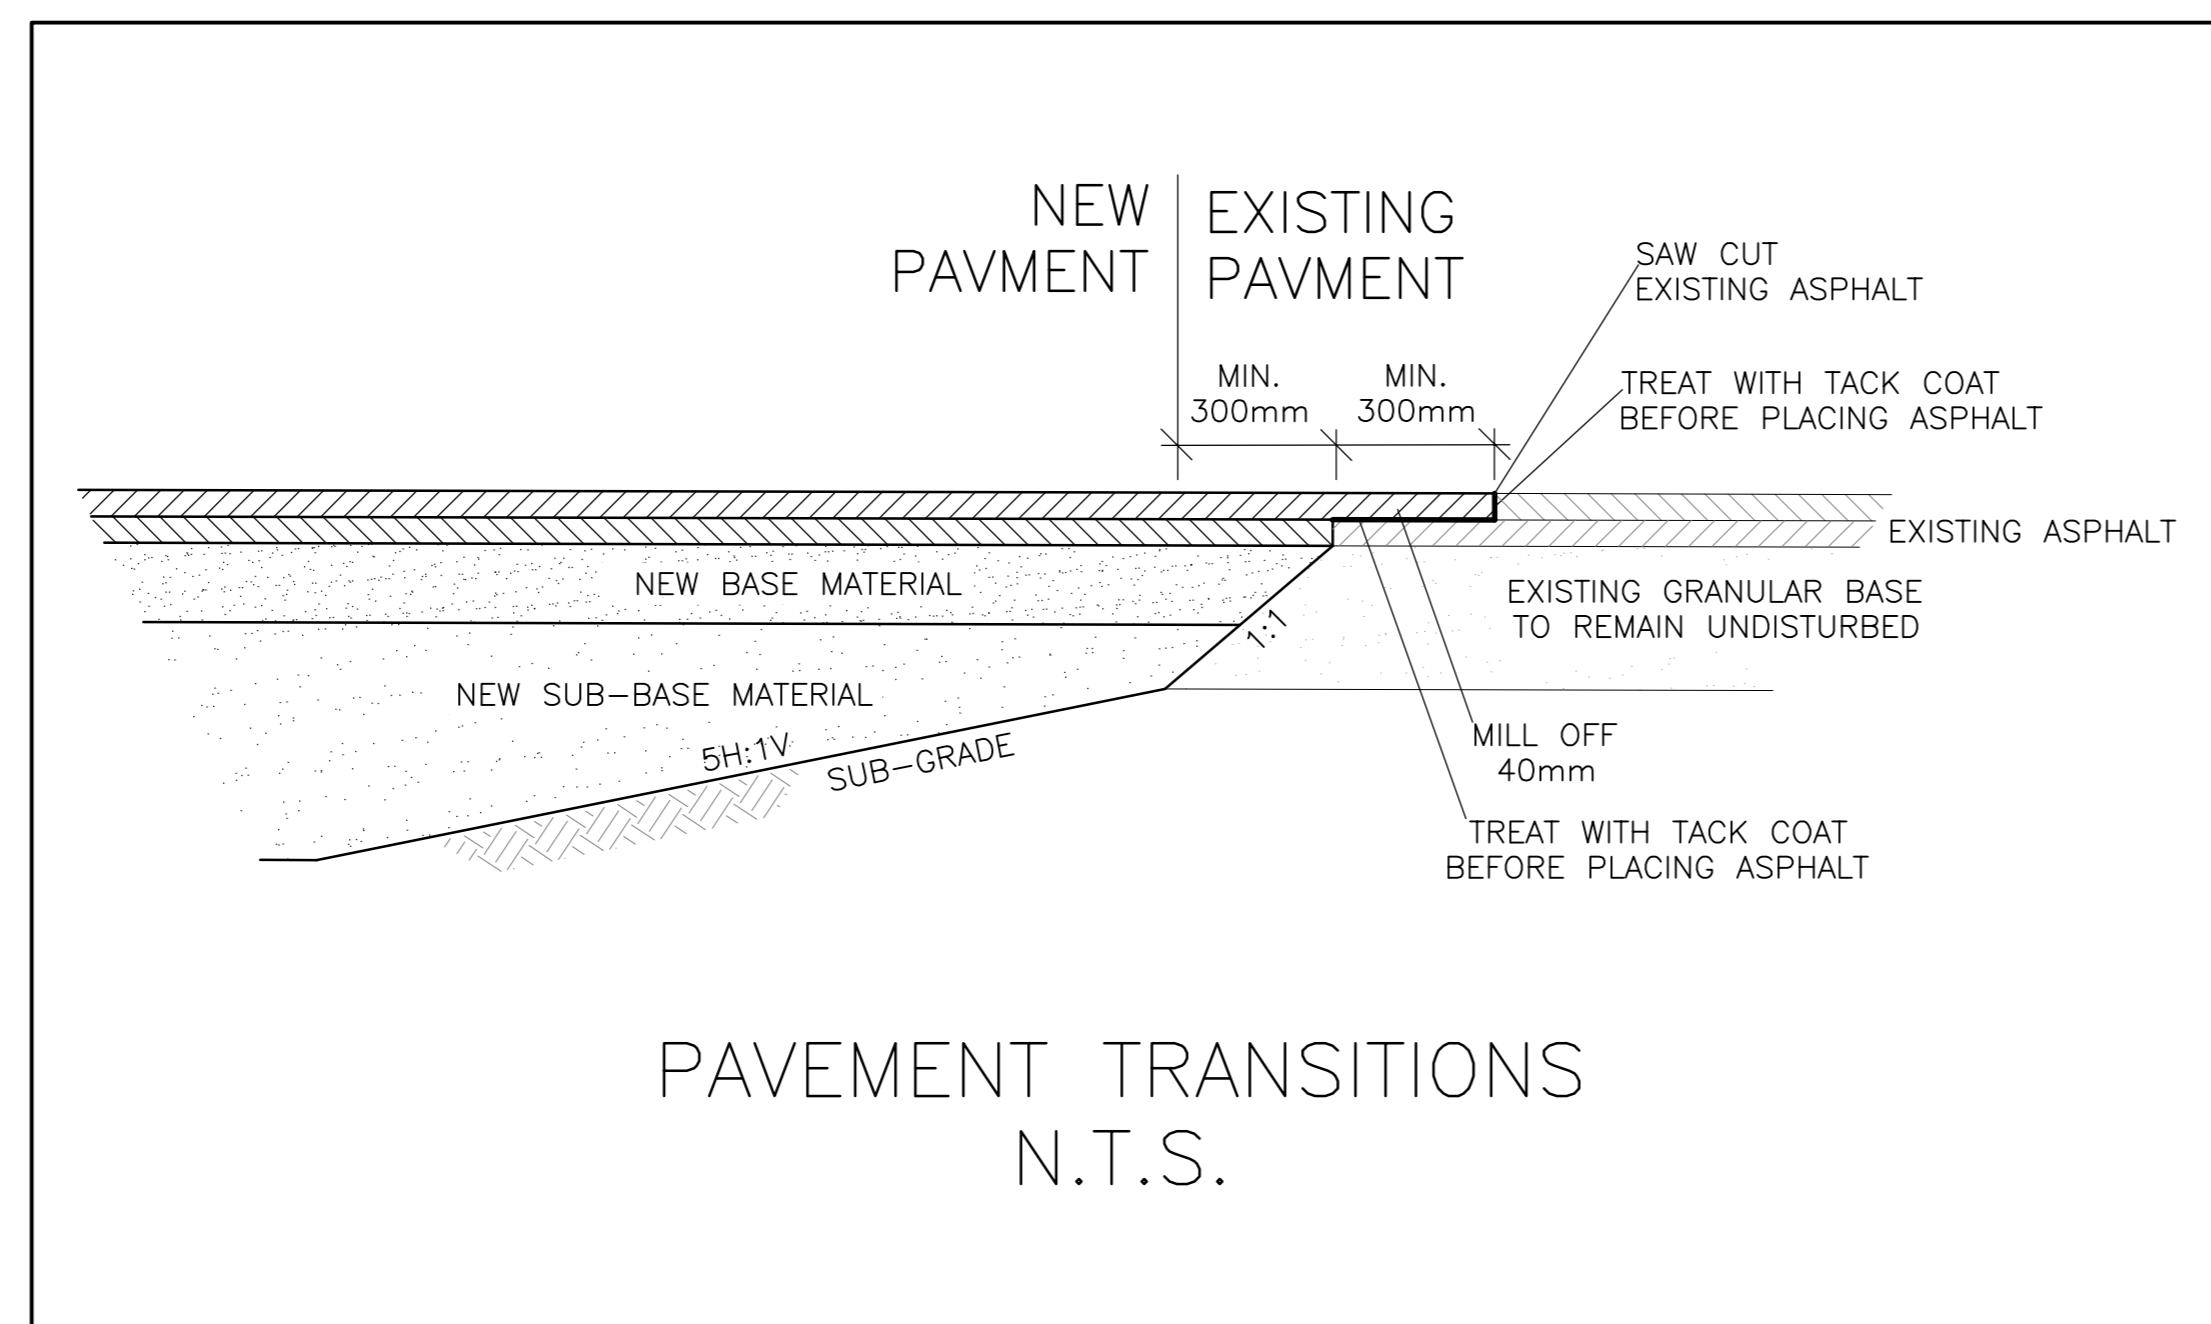 NEW
PAVMENT
EXISTING
PAVMENT
SAW CUT
EXISTING ASPHALT
MIN.
300mm
MIN.
300mm
TREAT WITH TACK COAT
BEFORE PLACING ASPHALT
EXISTING ASPHALT
NEW BASE MATERIAL
EXISTING GRANULAR BASE
TO REMAIN UNDISTURBED
1:1
NEW SUB-BASE MATERIAL
5H:1V
SUB-GRADE
MILL OFF
40mm
TREAT WITH TACK COAT
BEFORE PLACING ASPHALT
PAVEMENT TRANSITIONS
N.T.S.